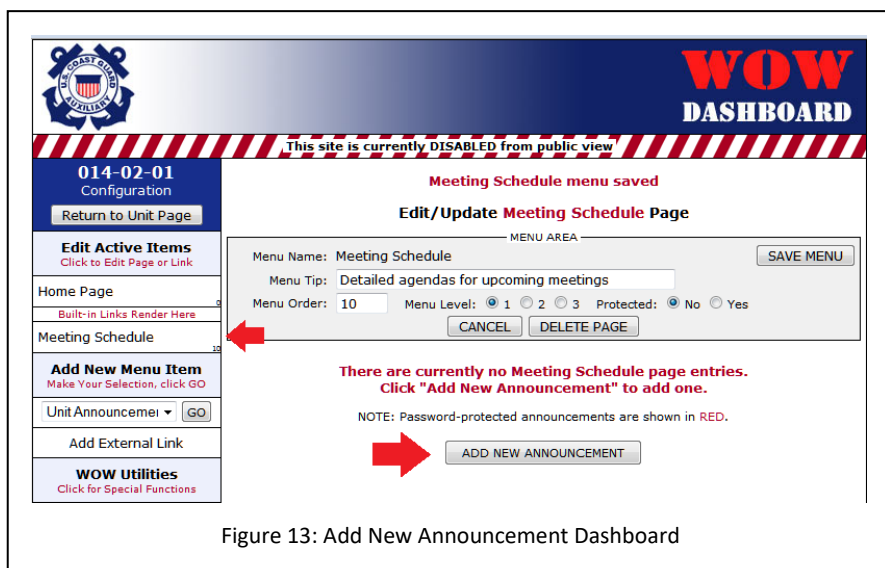 U.S. COAST GUARD
AUXILIARY
WOW
DASHBOARD
This site is currently DISABLED from public view
014-02-01
Configuration
Return to Unit Page
Edit Active Items
Click to Edit Page or Link
Home Page
0
Built-in Links Render Here
Meeting Schedule
10
Add New Menu Item
Make Your Selection, click GO
Unit Announcemer GO
Add External Link
WOW Utilities
Click for Special Functions
Meeting Schedule menu saved
Edit/Update Meeting Schedule Page
MENU AREA
Menu Name: Meeting Schedule SAVE MENU
Menu Tip: Detailed agendas for upcoming meetings
Menu Order: 10 Menu Level: 1 2 3 Protected: No Yes
CANCEL DELETE PAGE
There are currently no Meeting Schedule page entries.
Click "Add New Announcement" to add one.
NOTE: Password-protected announcements are shown in RED.
ADD NEW ANNOUNCEMENT
Figure 13: Add New Announcement Dashboard